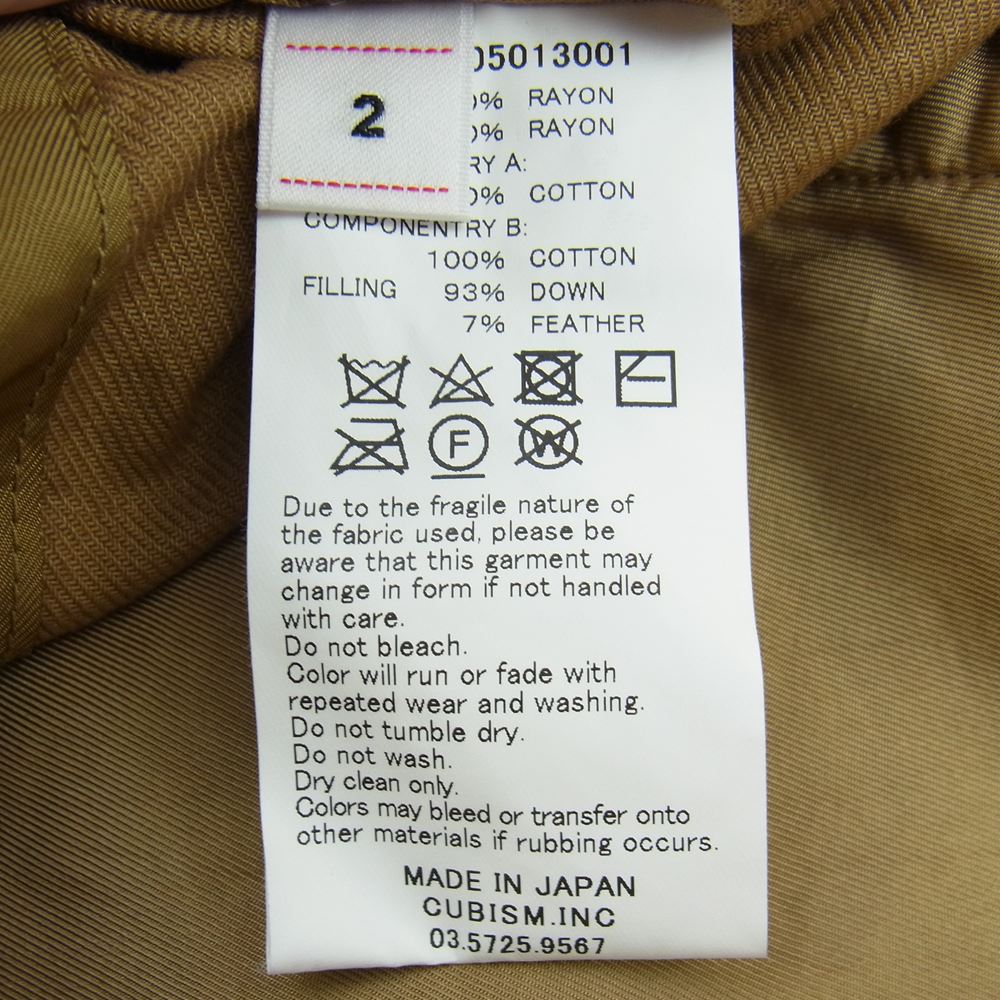 2
05013001
% RAYON
% RAYON
RY A:
% COTTON
COMPONENTRY B:
100% COTTON
FILLING 93% DOWN
7% FEATHER
F
W
Due to the fragile nature of
the fabric used, please be
aware that this garment may
change in form if not handled
with care.
Do not bleach.
Color will run or fade with
repeated wear and washing.
Do not tumble dry.
Do not wash.
Dry clean only.
Colors may bleed or transfer onto
other materials if rubbing occurs.
MADE IN JAPAN
CUBISM.INC
03.5725.9567